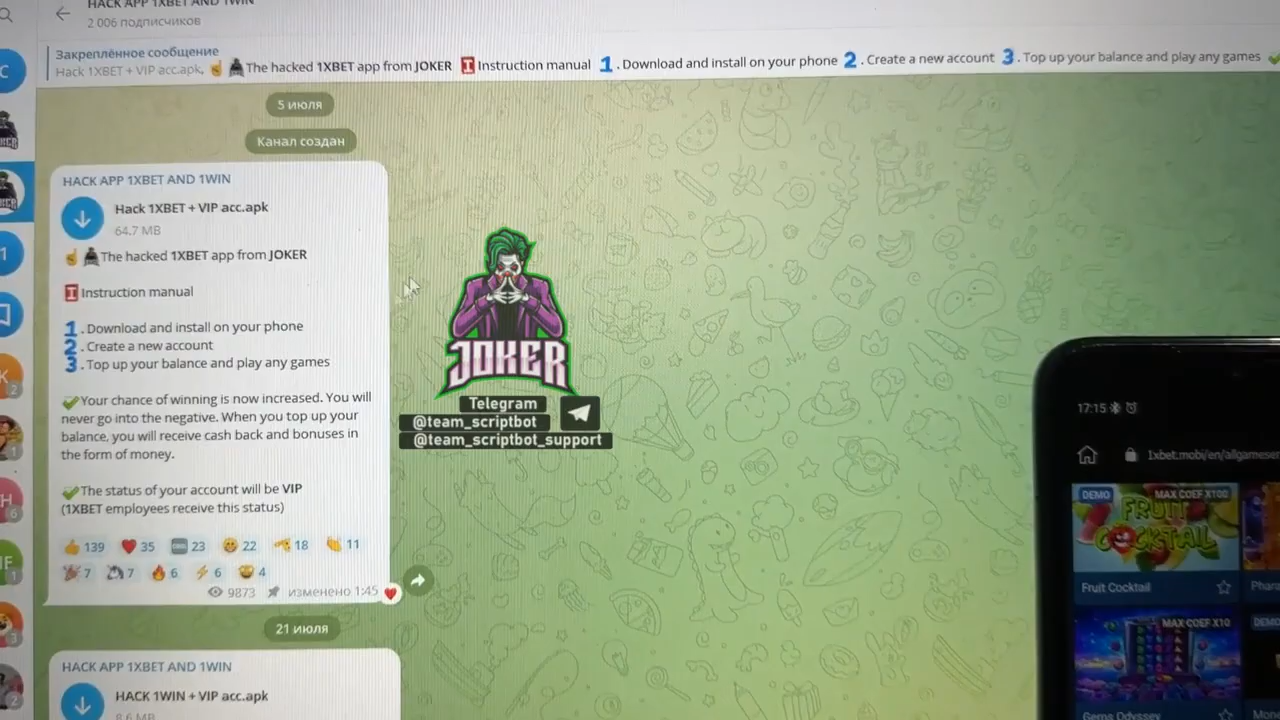 HACK APP 1XBET AND 1WIN
2 006 подписчиков
Закреплённое сообщение
Hack 1XBET + VIP acc.apk, ☝ The hacked 1XBET app from JOKER I Instruction manual 1. Download and install on your phone 2. Create a new account 3. Top up your balance and play any games
5 июля
Канал создан
HACK APP 1XBET AND 1WIN
Hack 1XBET + VIP acc.apk
64.7 MB
☝ The hacked 1XBET app from JOKER
I Instruction manual
1. Download and install on your phone
2. Create a new account
3. Top up your balance and play any games
Your chance of winning is now increased. You will
never go into the negative. When you top up your
balance, you will receive cash back and bonuses in
the form of money.
The status of your account will be VIP
(1XBET employees receive this status)
139 35 23 22 18 11
7 7 6 6 4
9873 изменено 1:45
21 июля
HACK APP 1XBET AND 1WIN
HACK 1WIN + VIP acc.apk
8.6 MB
JOKER
Telegram
@team_scriptbot
@team_scriptbot_support
17:15
1xbet.mobi/en/allgamese
DEMO
MAX COEF X100
FRUIT
COCKTAIL
Fruit Cocktail
MAX COEF X10
DEMO
Gems Odyssey